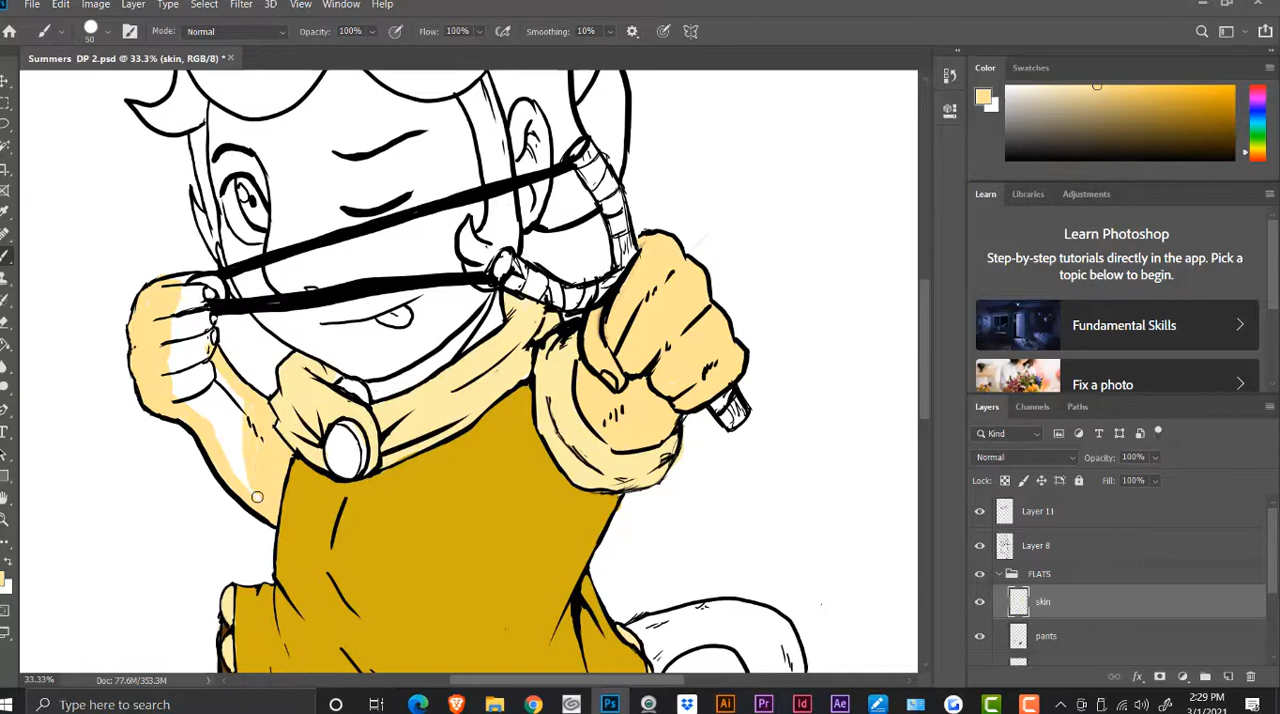 File Edit Image Layer Type Select Filter 3D View Window Help
50 Mode: Normal Opacity: 100% Flow: 100% Smoothing: 10%
Summers DP 2.psd @ 33.3% (skin, RGB/8) * ×
Color Swatches
Learn Libraries Adjustments
Learn Photoshop
Step-by-step tutorials directly in the app. Pick a
topic below to begin.
Fundamental Skills
Fix a photo
Layers Channels Paths
Kind
Normal Opacity: 100%
Lock: Fill: 100%
Layer 11
Layer 8
FLATS
skin
pants
33.33% Doc: 77.6M/353.3M
Type here to search
2:29 PM
3/1/2021